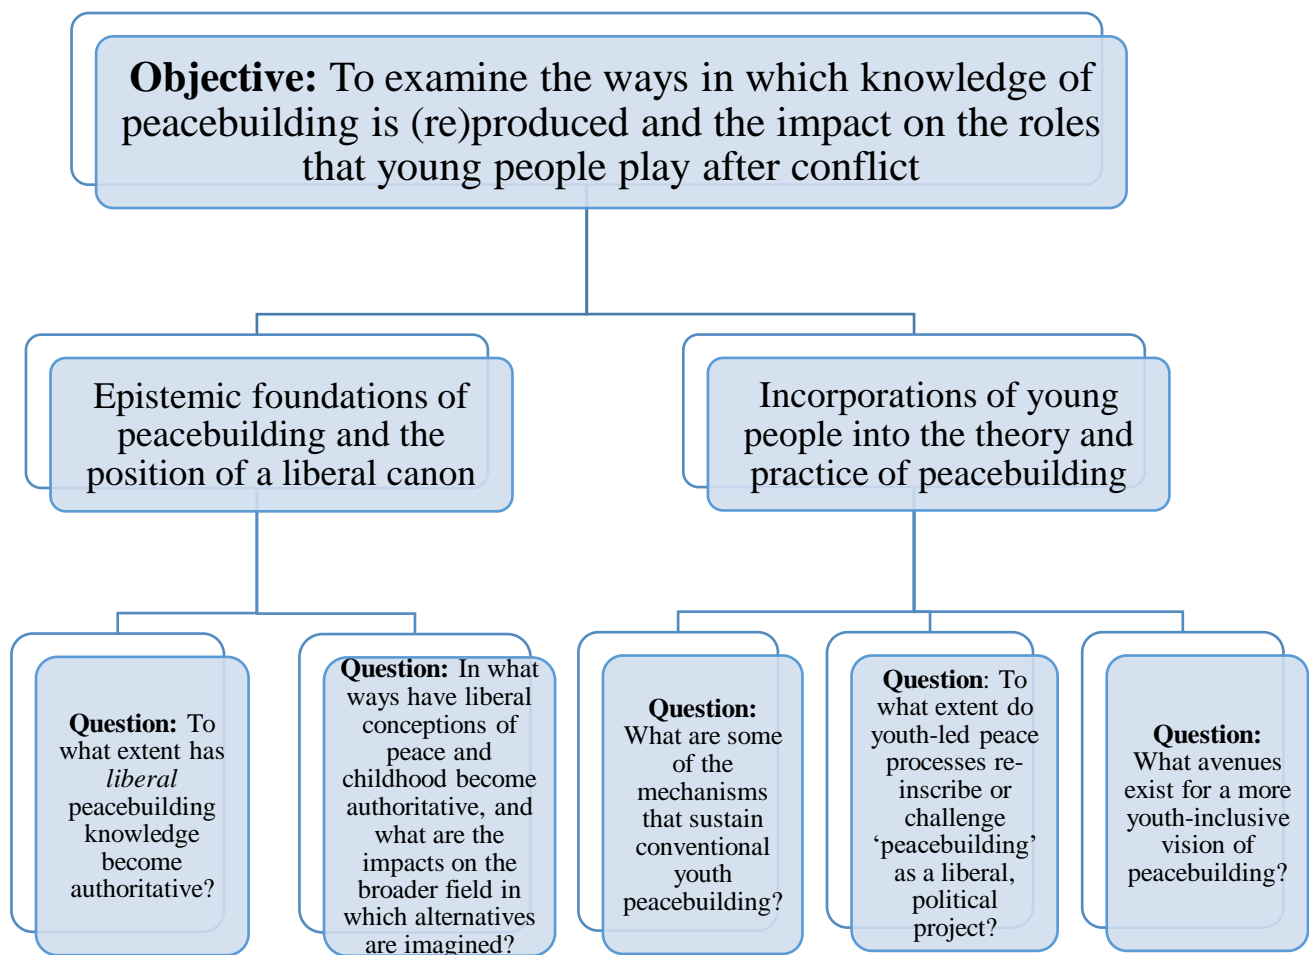 Objective: To examine the ways in which knowledge of
peacebuilding is (re)produced and the impact on the roles
that young people play after conflict
Epistemic foundations of
peacebuilding and the
position of a liberal canon
Incorporations of young
people into the theory and
practice of peacebuilding
Question: To
what extent has
liberal
peacebuilding
knowledge
become
authoritative?
Question: In what
ways have liberal
conceptions of
peace and
childhood become
authoritative, and
what are the
impacts on the
broader field in
which alternatives
are imagined?
Question:
What are some
of the
mechanisms
that sustain
conventional
youth
peacebuilding?
Question: To
what extent do
youth-led peace
processes re-
inscribe or
challenge
‘peacebuilding’
as a liberal,
political
project?
Question:
What avenues
exist for a more
youth-inclusive
vision of
peacebuilding?